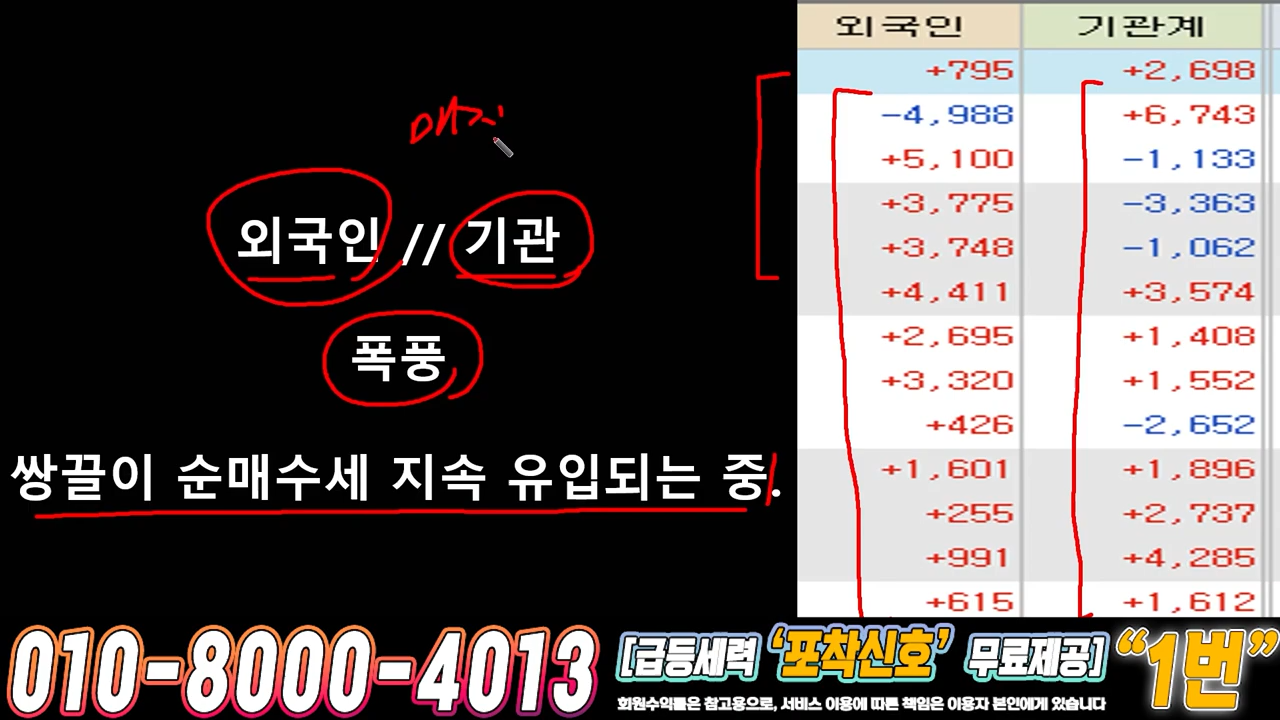 외국인 // 기관
폭풍
쌍끌이 순매수세 지속 유입되는 중.
외국인 기관계
+795 +2,698
-4,988 +6,743
+5,100 -1,133
+3,775 -3,363
+3,748 -1,062
+4,411 +3,574
+2,695 +1,408
+3,320 +1,552
+426 -2,652
+1,601 +1,896
+255 +2,737
+991 +4,285
+615 +1,612
010-8000-4013
[급등세력 '포착신호' 무료제공] "1번"
회원수익률은 참고용으로, 서비스 이용에 따른 책임은 이용자 본인에게 있습니다